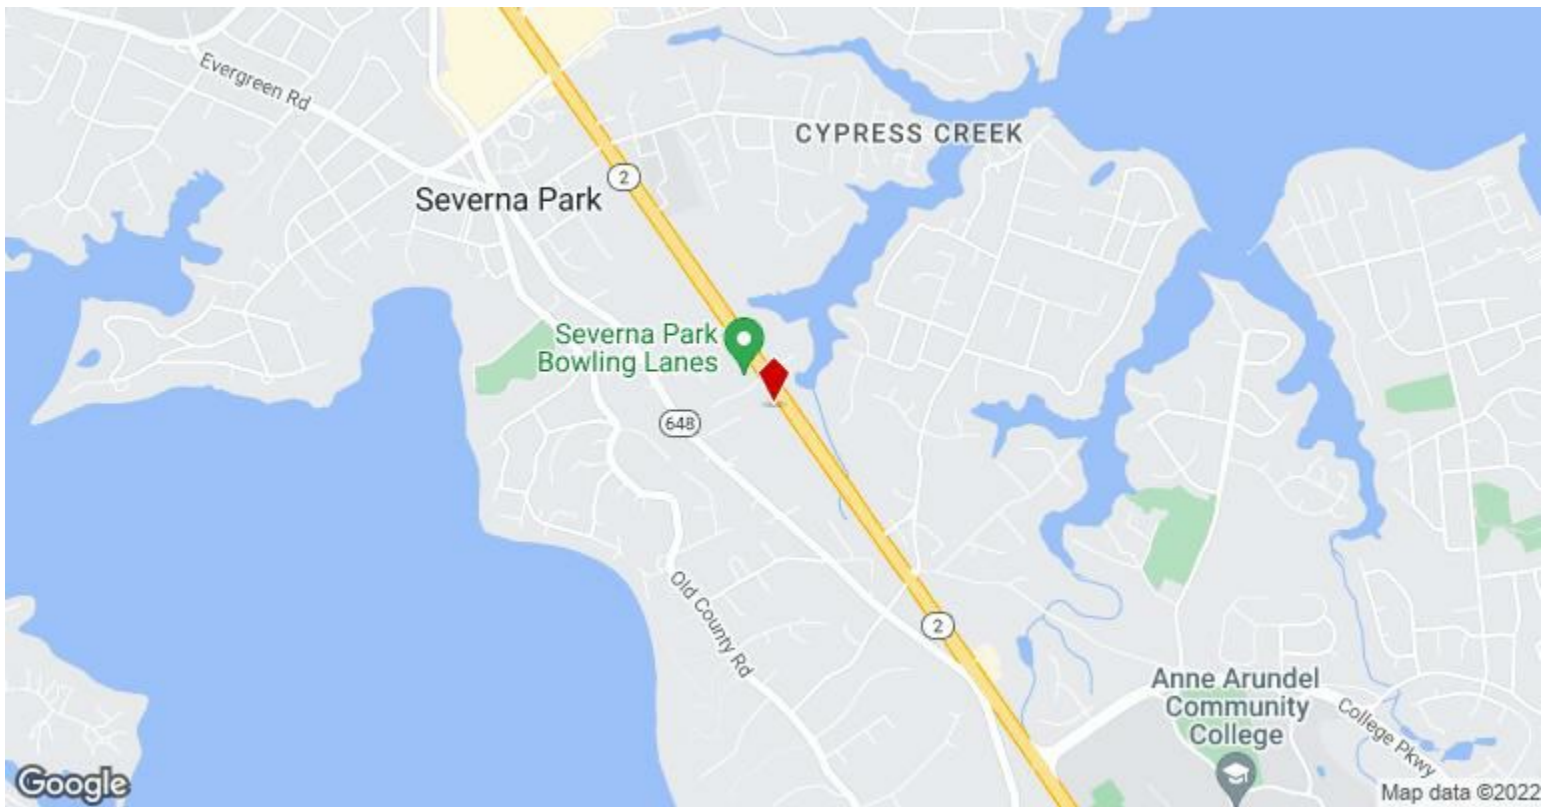 Evergreen Rd
CYPRESS CREEK
2
Severna Park
Severna Park
Bowling Lanes
648
Old County Rd
2
Anne Arundel
Community
College
College Pkwy
Google
Map data ©2022